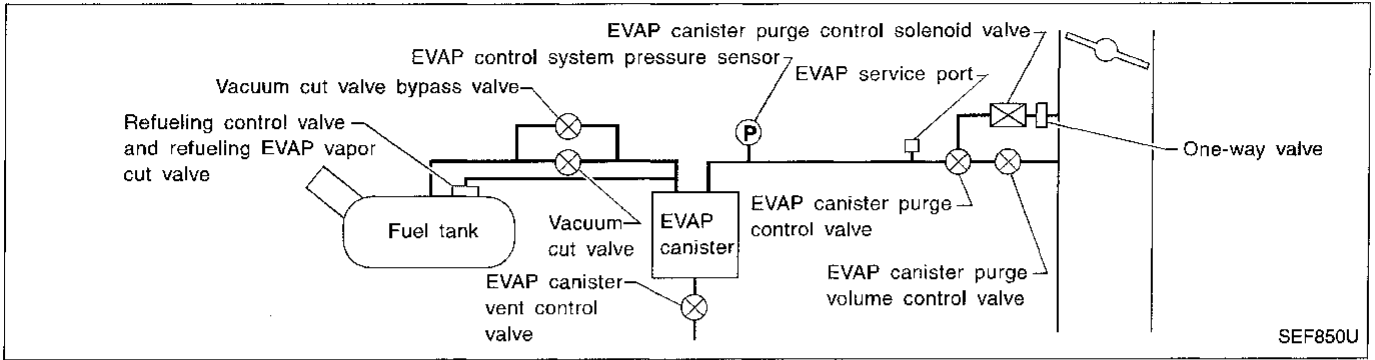 EVAP canister purge control solenoid valve
EVAP control system pressure sensor
EVAP service port
Vacuum cut valve bypass valve
Refueling control valve
and refueling EVAP vapor
cut valve
P
One-way valve
Fuel tank
Vacuum
cut valve
EVAP
canister
EVAP canister purge
control valve
EVAP canister
vent control
valve
EVAP canister purge
volume control valve
SEF850U